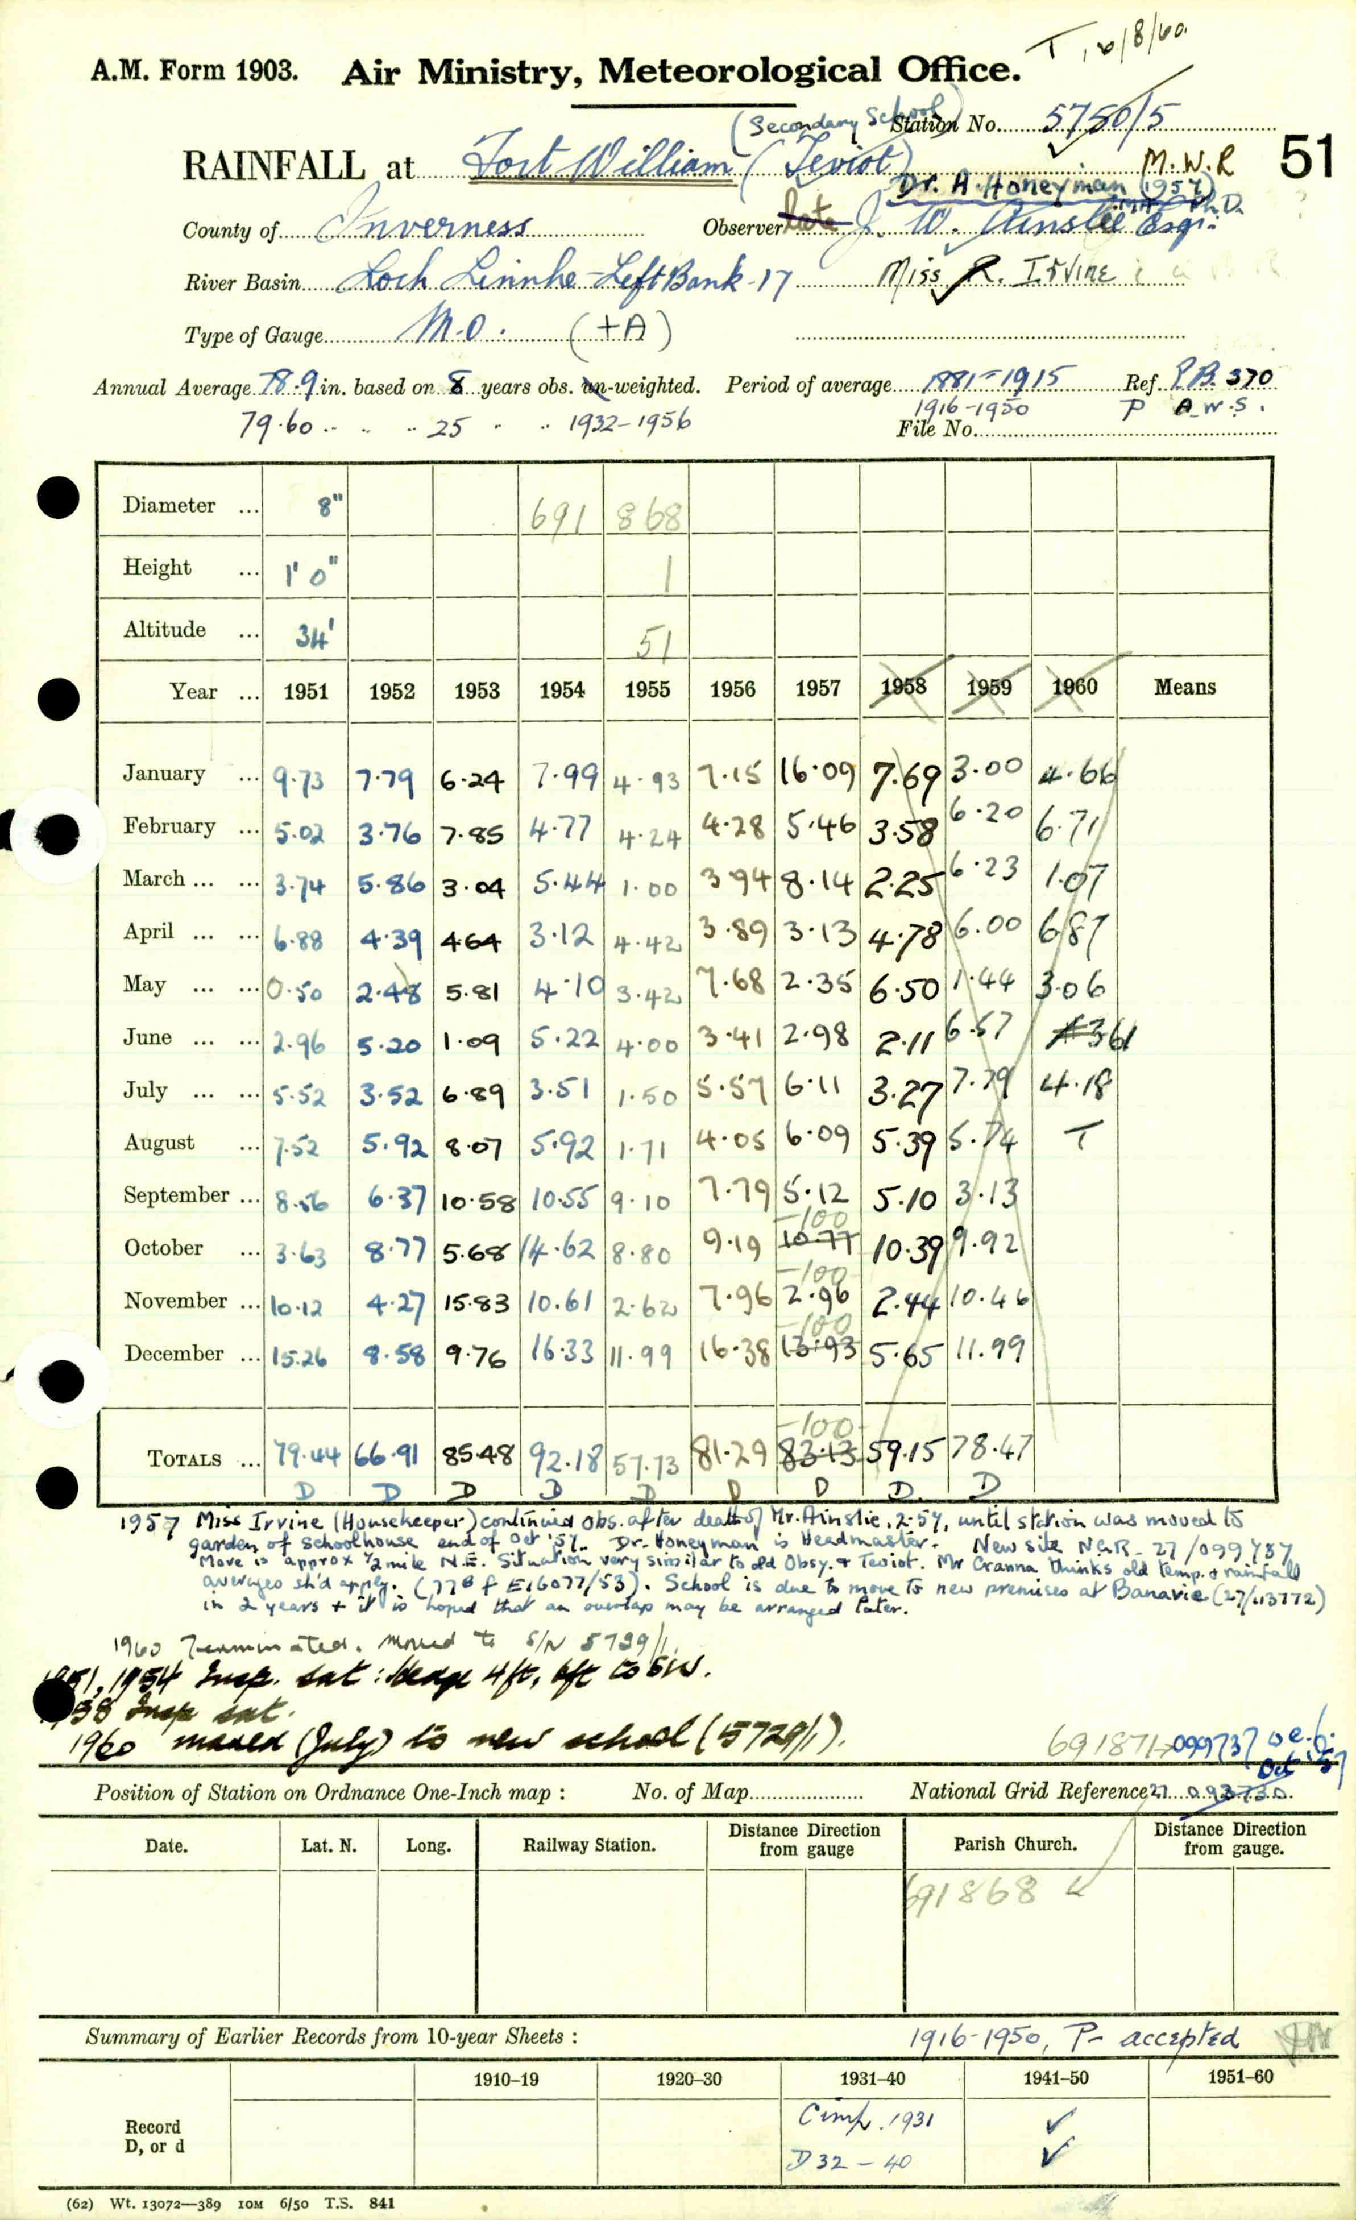 T, 6/8/60.
A.M. Form 1903. Air Ministry, Meteorological Office.
(Secondary School) Station No. 5750/5
RAINFALL at Fort William (Teviot) M.W.R 51
Dr. A. Honeyman (1957) M.A. Ph.D.
County of Inverness Observer late J. W. Ainslie Esqr.
River Basin Loch Linnhe - Left Bank - 17 Miss R. Irvine
Type of Gauge M.O. (+A)
Annual Average 78.9 in. based on 8 years obs. un-weighted. Period of average 1881-1915 Ref. P.B. 370
79.60 " " " 25 " " 1932-1956 1916-1950 P A.W.S.
File No.
Diameter ... 8" 691 868
Height ... 1' 0" 1
Altitude ... 34' 51
Year ... 1951 1952 1953 1954 1955 1956 1957 1958 1959 1960 Means
January ... 9.73 7.79 6.24 7.99 4.93 7.15 16.09 7.69 3.00 4.66
February ... 5.02 3.76 7.85 4.77 4.24 4.28 5.46 3.58 6.20 6.71
March ... ... 3.74 5.86 3.04 5.44 1.00 3.94 8.14 2.25 6.23 1.07
April ... ... 6.88 4.39 4.64 3.12 4.42 3.89 3.13 4.78 6.00 6.87
May ... ... 0.50 2.48 5.81 4.10 3.42 7.68 2.35 6.50 1.44 3.06
June ... ... 2.96 5.20 1.09 5.22 4.00 3.41 2.98 2.11 6.57 3.61
July ... ... 5.52 3.52 6.89 3.51 1.50 5.57 6.11 3.27 7.79 4.18
August ... 7.52 5.92 8.07 5.92 1.71 4.05 6.09 5.39 5.74 T
September ... 8.56 6.37 10.58 10.55 9.10 7.79 5.12 5.10 3.13
-100
October ... 3.63 8.77 5.68 14.62 8.80 9.19 10.77 10.39 9.92
-100
November ... 10.12 4.27 15.83 10.61 2.62 7.96 2.96 2.44 10.46
-100
December ... 15.26 8.58 9.76 16.33 11.99 16.38 13.93 5.65 11.99
-100-
TOTALS ... 79.44 66.91 85.48 92.18 57.73 81.29 83.13 59.15 78.47
D D D D D D D D. D
1957 Miss Irvine (Housekeeper) continued obs. after death of Mr. Ainslie, 2.57, until station was moved to
garden of schoolhouse end of Oct '57. Dr. Honeyman is Headmaster. New site N.G.R. 27/099737
Move is approx ½ mile N.E. Situation very similar to old Obsy. & Teviot. Mr Cranna thinks old temp. & rainfall
averages sh'd apply. (77B f E16077/53). School is due to move to new premises at Banavie (27/113772)
in 2 years & it is hoped that an overlap may be arranged later.
1960 Terminated. Moved to S/N 5729/1.
1951, 1954 Insp. sat: Hedge 4ft, 6ft to SW.
1958 Insp sat.
1960 moved (July) to new school (5729/1).
691871 099737 Oct '57
Position of Station on Ordnance One-Inch map : No. of Map National Grid Reference 27 093730
Date. Lat. N. Long. Railway Station. Distance Direction from gauge Parish Church. Distance Direction from gauge.
691868
Summary of Earlier Records from 10-year Sheets : 1916-1950, P- accepted
1910–19 1920–30 1931–40 1941–50 1951–60
Record Comp. 1931 ✓
D, or d D 32 - 40 ✓
(62) Wt. 13072—389 10M 6/50 T.S. 841